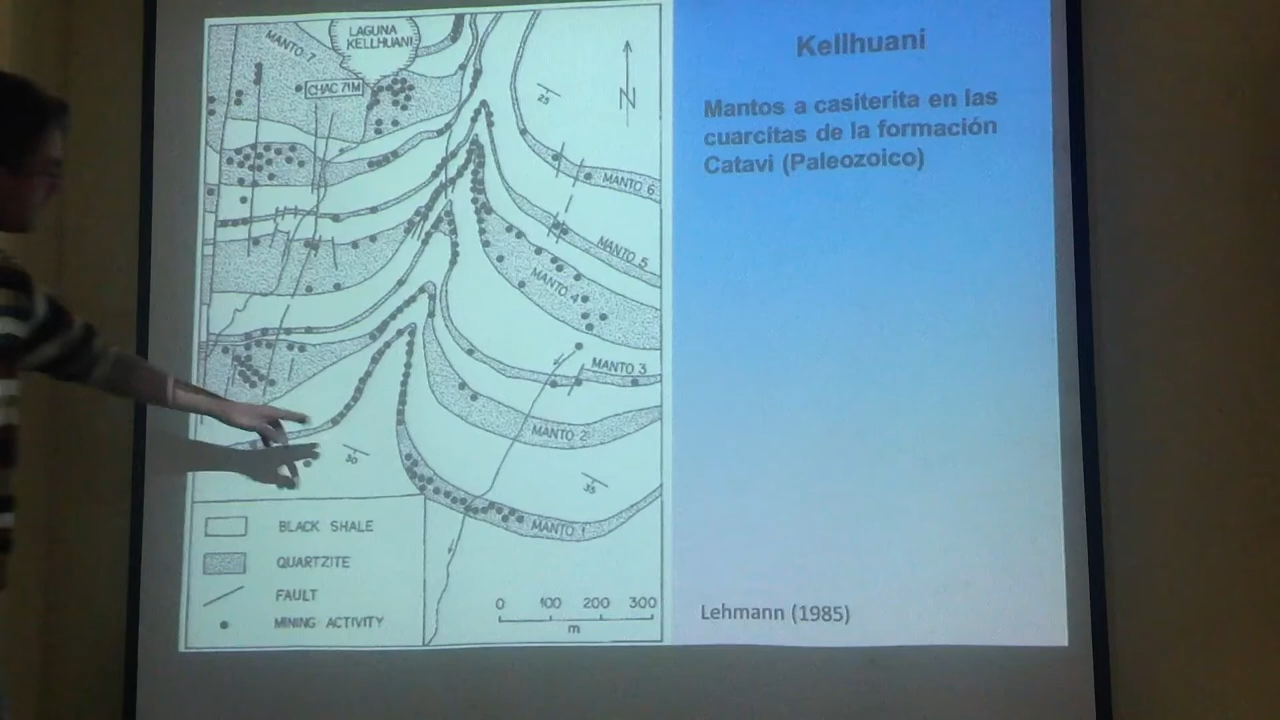 MANTO 7
LAGUNA
KELLHUANI
CHAC 71M
N
25
MANTO 6
MANTO 5
MANTO 4
MANTO 3
MANTO 2
30
35
MANTO 1
BLACK SHALE
QUARTZITE
FAULT
MINING ACTIVITY
0 100 200 300
m
Kellhuani
Mantos a casiterita en las
cuarcitas de la formación
Catavi (Paleozoico)
Lehmann (1985)